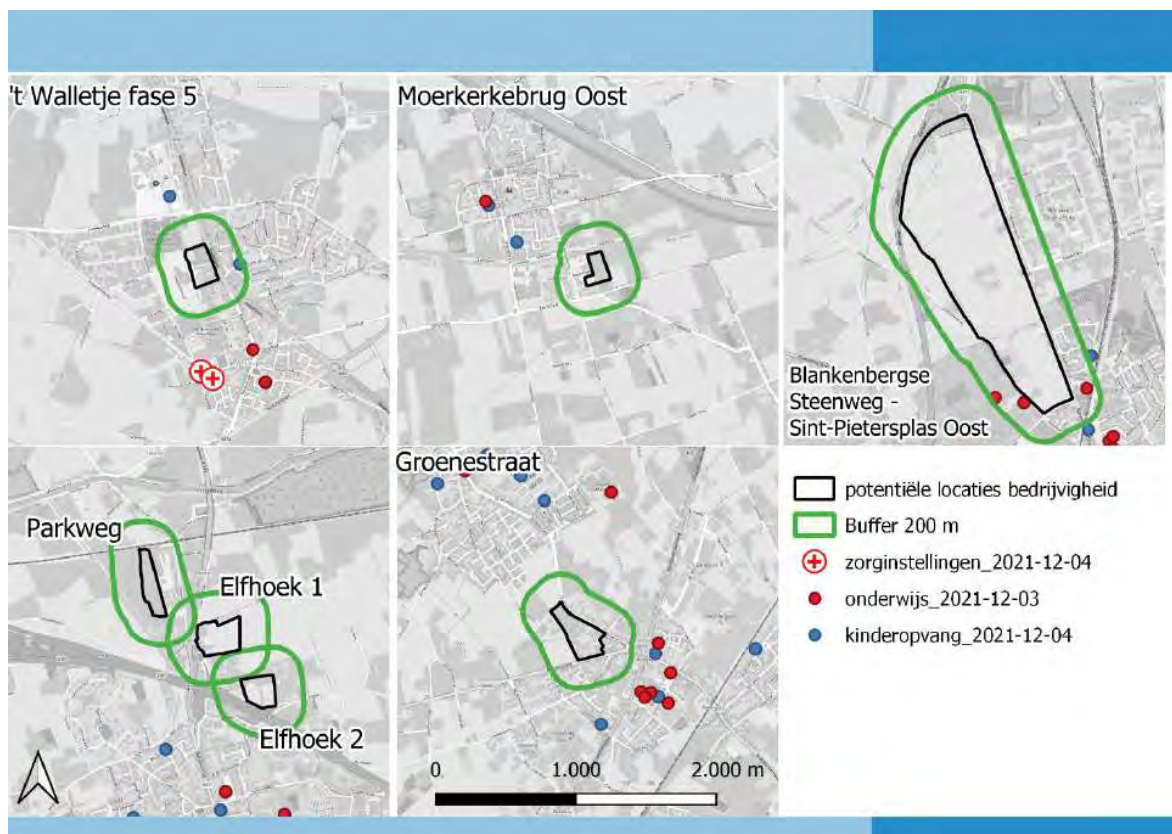 't Walletje fase 5
Moerkerkebrug Oost
Blankenbergse
Steenweg -
Sint-Pietersplas Oost
Parkweg
Elfhoek 1
Elfhoek 2
Groenestraat
potentiële locaties bedrijvigheid
Buffer 200 m
zorginstellingen_2021-12-04
onderwijs_2021-12-03
kinderopvang_2021-12-04
0 1.000 2.000 m